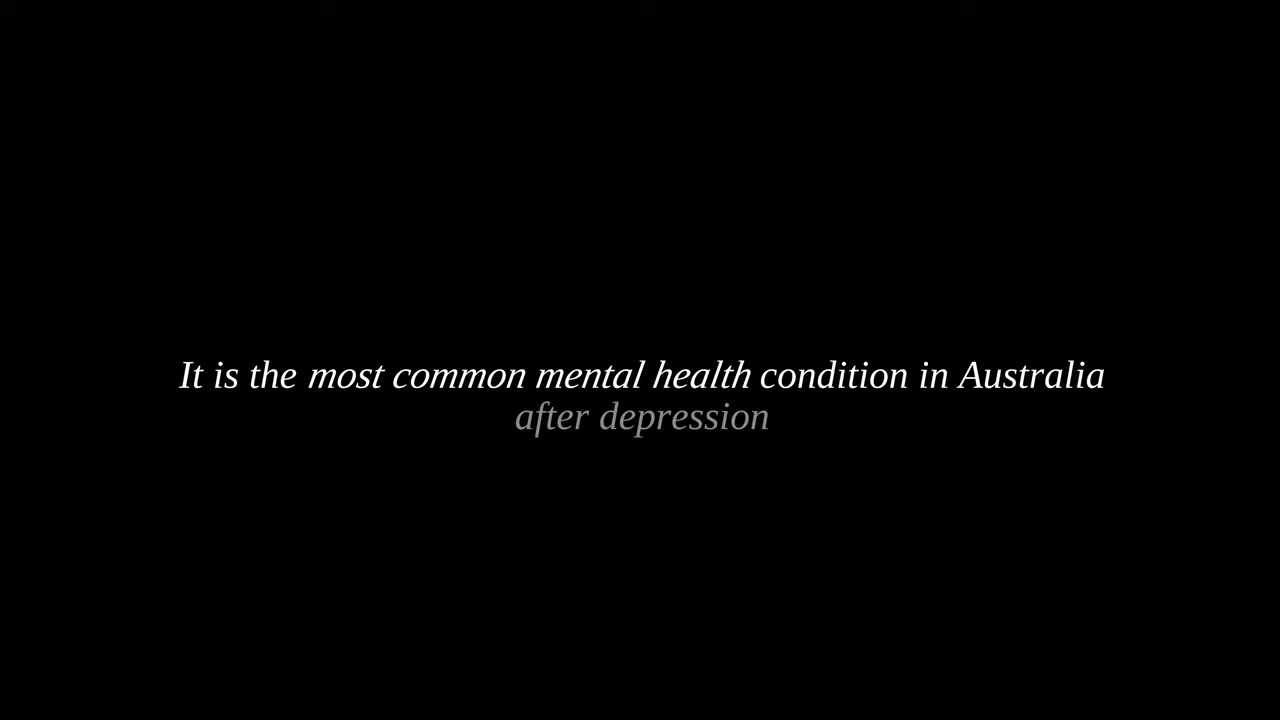 It is the most common mental health condition in Australia
after depression